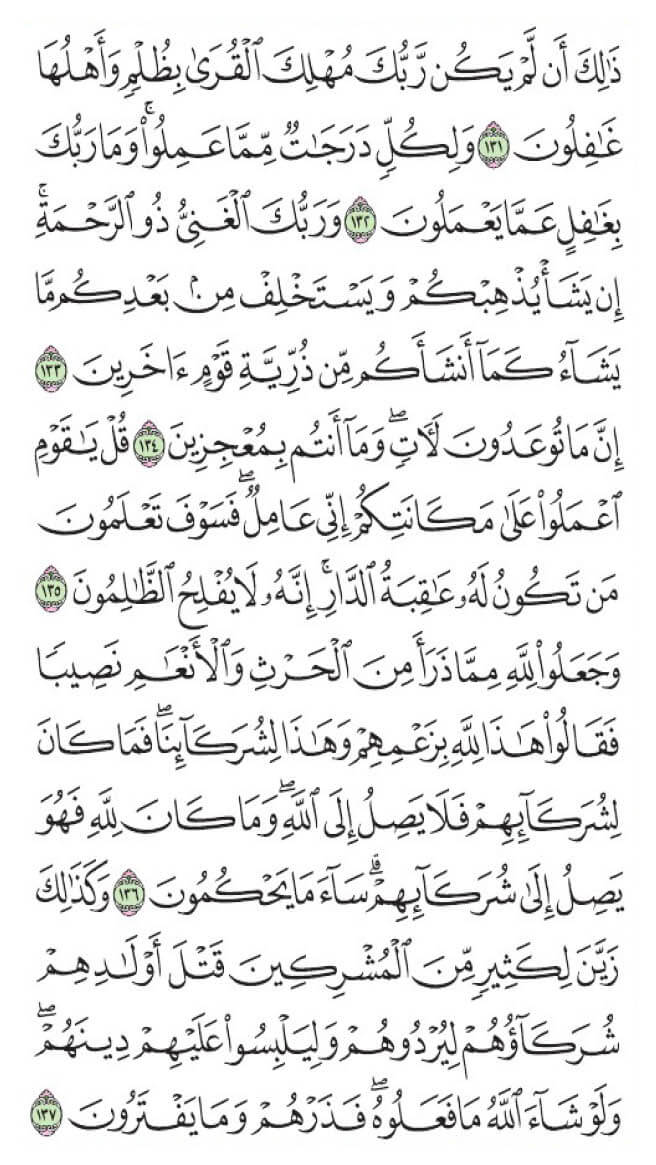 ذَٰلِكَ أَن لَّمْ يَكُن رَّبُّكَ مُهْلِكَ ٱلْقُرَىٰ بِظُلْمٍ وَأَهْلُهَا
غَٰفِلُونَ ١٣١ وَلِكُلٍّ دَرَجَٰتٌ مِّمَّا عَمِلُوا۟ ۚ وَمَا رَبُّكَ
بِغَٰفِلٍ عَمَّا يَعْمَلُونَ ١٣٢ وَرَبُّكَ ٱلْغَنِىُّ ذُو ٱلرَّحْمَةِ ۚ
إِن يَشَأْ يُذْهِبْكُمْ وَيَسْتَخْلِفْ مِنۢ بَعْدِكُم مَّا
يَشَآءُ كَمَآ أَنشَأَكُم مِّن ذُرِّيَّةِ قَوْمٍ ءَاخَرِينَ ١٣٣
إِنَّ مَا تُوعَدُونَ لَءَاتٍ ۖ وَمَآ أَنتُم بِمُعْجِزِينَ ١٣٤ قُلْ يَٰقَوْمِ
ٱعْمَلُوا۟ عَلَىٰ مَكَانَتِكُمْ إِنِّى عَامِلٌ ۖ فَسَوْفَ تَعْلَمُونَ
مَن تَكُونُ لَهُۥ عَٰقِبَةُ ٱلدَّارِ ۗ إِنَّهُۥ لَا يُفْلِحُ ٱلظَّٰلِمُونَ ١٣٥
وَجَعَلُوا۟ لِلَّهِ مِمَّا ذَرَأَ مِنَ ٱلْحَرْثِ وَٱلْأَنْعَٰمِ نَصِيبًا
فَقَالُوا۟ هَٰذَا لِلَّهِ بِزَعْمِهِمْ وَهَٰذَا لِشُرَكَآئِنَا ۖ فَمَا كَانَ
لِشُرَكَآئِهِمْ فَلَا يَصِلُ إِلَى ٱللَّهِ ۖ وَمَا كَانَ لِلَّهِ فَهُوَ
يَصِلُ إِلَىٰ شُرَكَآئِهِمْ ۗ سَآءَ مَا يَحْكُمُونَ ١٣٦ وَكَذَٰلِكَ
زَيَّنَ لِكَثِيرٍ مِّنَ ٱلْمُشْرِكِينَ قَتْلَ أَوْلَٰدِهِمْ
شُرَكَآؤُهُمْ لِيُرْدُوهُمْ وَلِيَلْبِسُوا۟ عَلَيْهِمْ دِينَهُمْ ۖ
وَلَوْ شَآءَ ٱللَّهُ مَا فَعَلُوهُ ۖ فَذَرْهُمْ وَمَا يَفْتَرُونَ ١٣٧